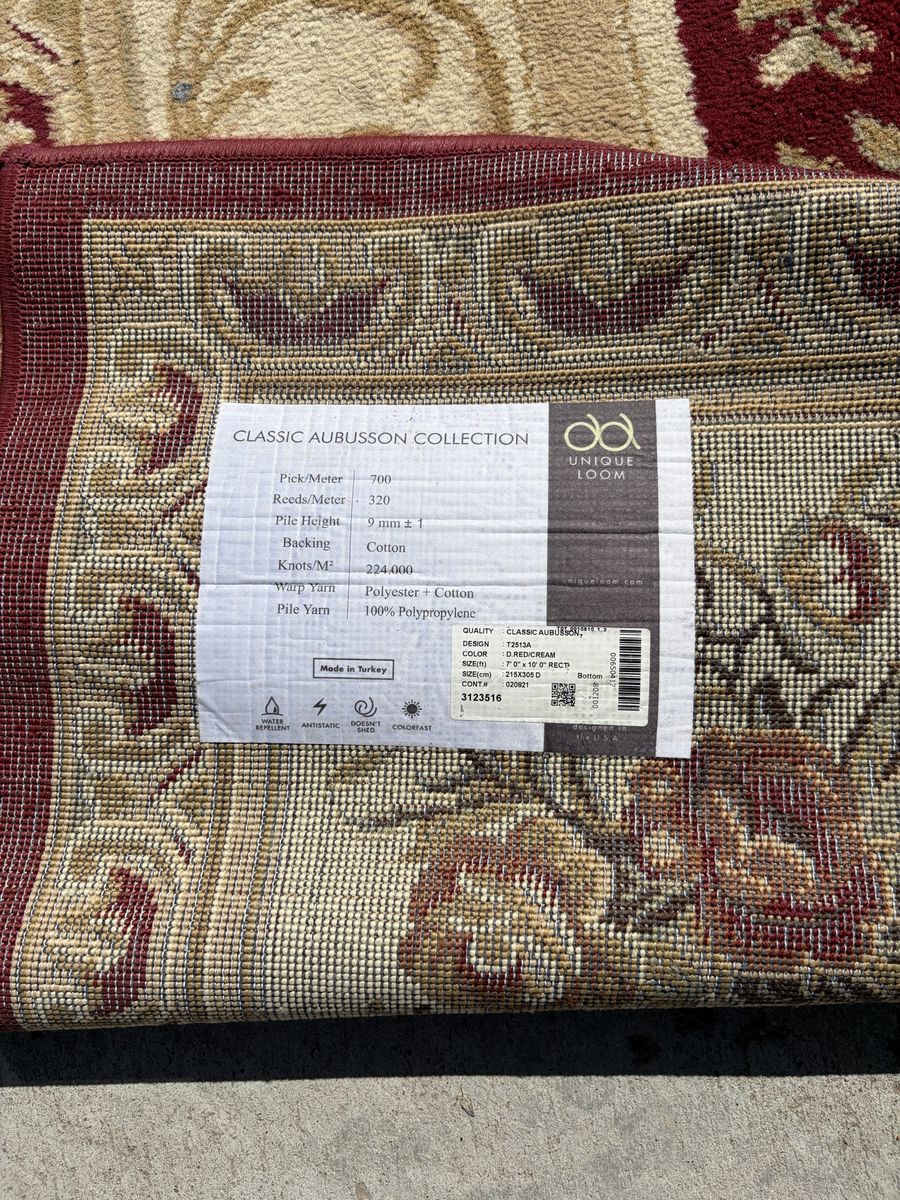 CLASSIC AUBUSSON COLLECTION
UNIQUE
LOOM
Pick/Meter 700
Reeds/Meter 320
Pile Height 9 mm ± 1
Backing Cotton
Knots/M² 224.000
Warp Yarn Polyester + Cotton
Pile Yarn 100% Polypropylene
uniqueloom.com
Made in Turkey
WATER REPELLENT
ANTISTATIC
DOESN'T SHED
COLORFAST
QUALITY : CLASSIC AUBUSSON
DESIGN : T2513A
COLOR : D.RED/CREAM
SIZE(ft) : 7' 0" x 10' 0" RECT
SIZE(cm) : 215X305 D Bottom
CONT.# : 020821
3123516
00650417
designed in
the U.S.A